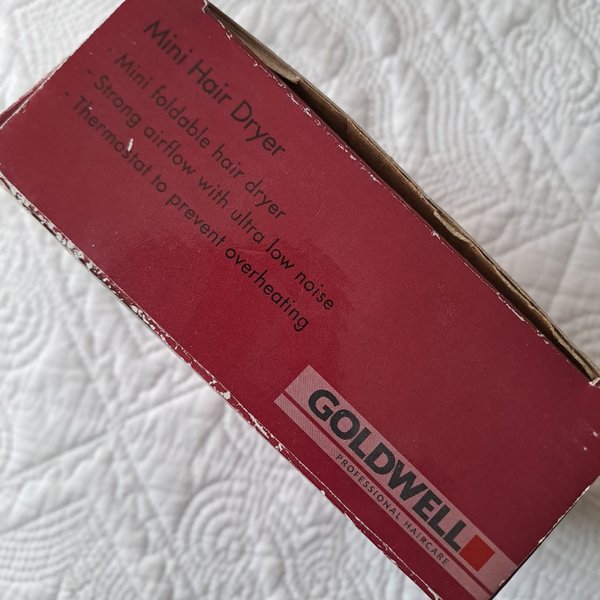 Mini Hair Dryer
- Mini foldable hair dryer
- Strong airflow with ultra low noise
- Thermostat to prevent overheating
GOLDWELL
PROFESSIONAL HAIRCARE